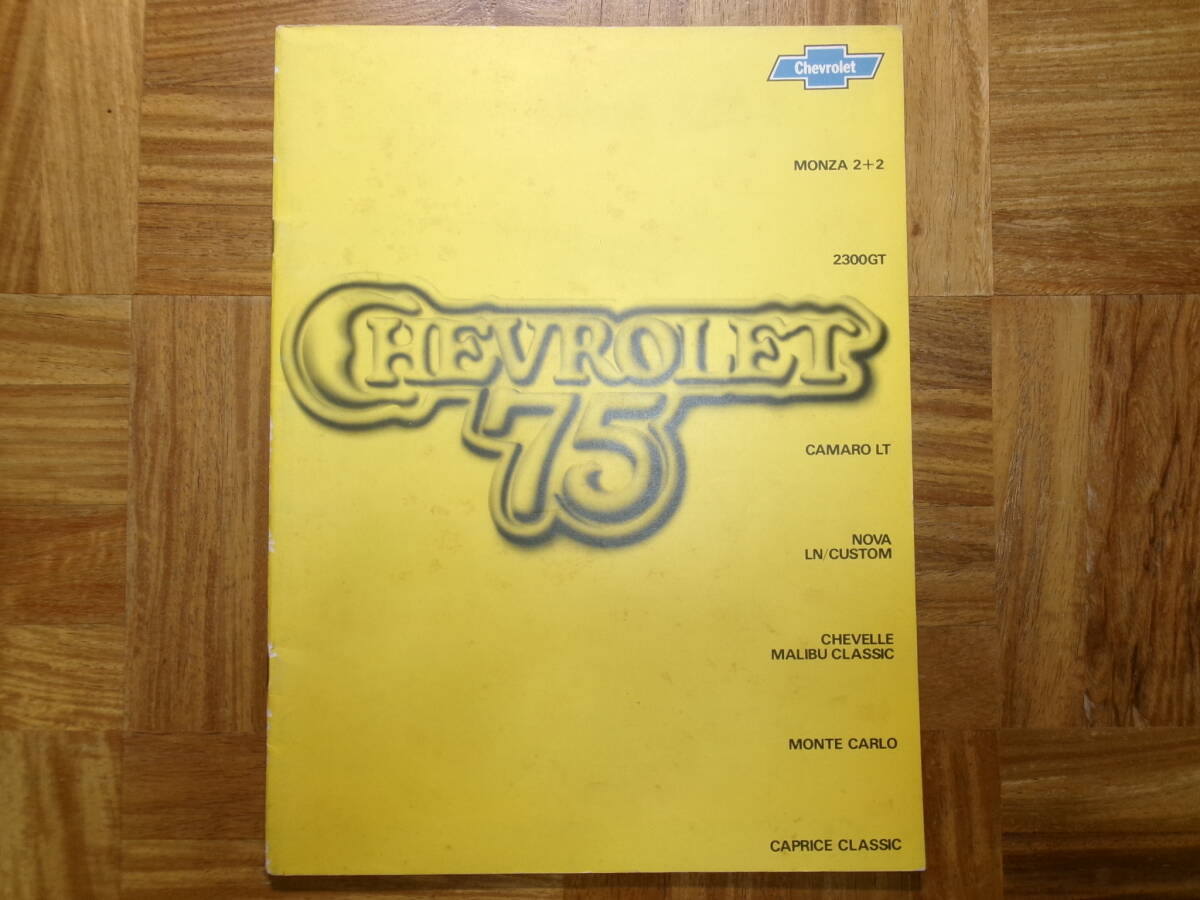 Chevrolet
MONZA 2+2
2300GT
CHEVROLET
75
CAMARO LT
NOVA
LN/CUSTOM
CHEVELLE
MALIBU CLASSIC
MONTE CARLO
CAPRICE CLASSIC